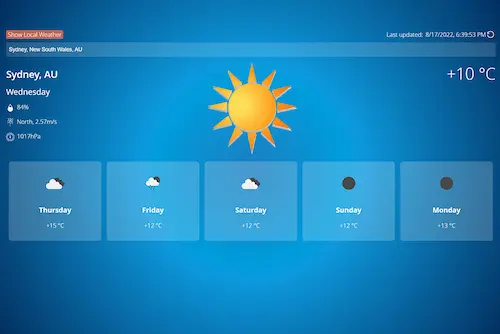 Show Local Weather
Last updated: 8/17/2022, 6:39:53 PM
Sydney, New South Wales, AU
Sydney, AU
+10 °C
Wednesday
84%
North, 2.57m/s
1017hPa
Thursday
Friday
Saturday
Sunday
Monday
+15 °C
+12 °C
+12 °C
+12 °C
+13 °C